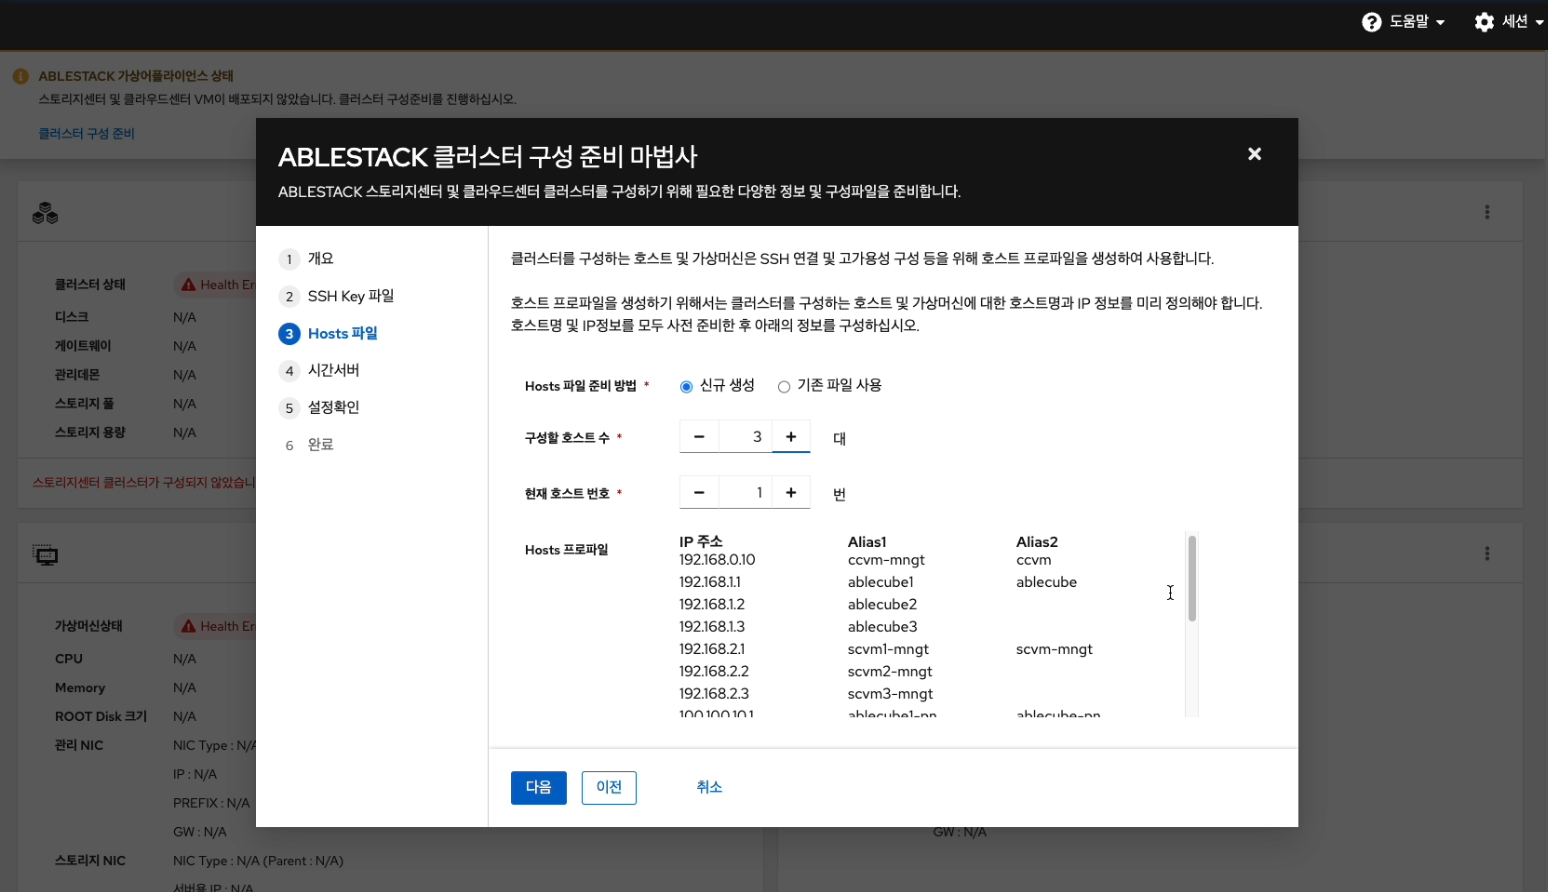 도움말
세션
ABLESTACK 가상어플라이언스 상태
스토리지센터 및 클라우드센터 VM이 배포되지 않았습니다. 클러스터 구성준비를 진행하십시오.
클러스터 구성 준비
ABLESTACK 클러스터 구성 준비 마법사
ABLESTACK 스토리지센터 및 클라우드센터 클러스터를 구성하기 위해 필요한 다양한 정보 및 구성파일을 준비합니다.
1 개요
2 SSH Key 파일
3 Hosts 파일
4 시간서버
5 설정확인
6 완료
클러스터를 구성하는 호스트 및 가상머신은 SSH 연결 및 고가용성 구성 등을 위해 호스트 프로파일을 생성하여 사용합니다.
호스트 프로파일을 생성하기 위해서는 클러스터를 구성하는 호스트 및 가상머신에 대한 호스트명과 IP 정보를 미리 정의해야 합니다.
호스트명 및 IP정보를 모두 사전 준비한 후 아래의 정보를 구성하십시오.
Hosts 파일 준비 방법 * 신규 생성 기존 파일 사용
구성할 호스트 수 * − 3 + 대
현재 호스트 번호 * − 1 + 번
Hosts 프로파일
IP 주소 Alias1 Alias2
192.168.0.10 ccvm-mngt ccvm
192.168.1.1 ablecube1 ablecube
192.168.1.2 ablecube2
192.168.1.3 ablecube3
192.168.2.1 scvm1-mngt scvm-mngt
192.168.2.2 scvm2-mngt
192.168.2.3 scvm3-mngt
100.100.10.1 ablecube1-pn ablecube-pn
다음 이전 취소
클러스터 상태 Health Er
디스크 N/A
게이트웨이 N/A
관리데몬 N/A
스토리지 풀 N/A
스토리지 용량 N/A
스토리지센터 클러스터가 구성되지 않았습니
가상머신상태 Health Er
CPU N/A
Memory N/A
ROOT Disk 크기 N/A
관리 NIC NIC Type : N/A
IP : N/A
PREFIX : N/A
GW : N/A
GW : N/A
스토리지 NIC NIC Type : N/A (Parent : N/A)
서버용 IP : N/A